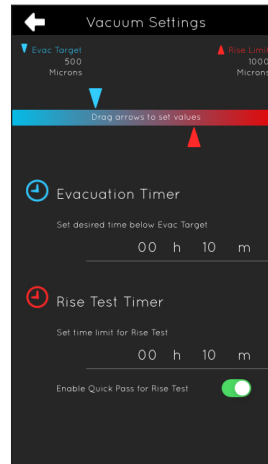 Vacuum Settings
Evac Target
500
Microns
Rise Limit
1000
Microns
Drag arrows to set values
Evacuation Timer
Set desired time below Evac Target
00 h 10 m
Rise Test Timer
Set time limit for Rise Test
00 h 10 m
Enable Quick Pass for Rise Test